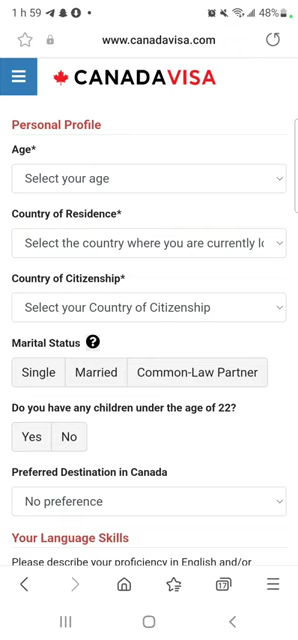 1 h 59
48%
www.canadavisa.com
CANADAVISA
Personal Profile
Age*
Select your age
Country of Residence*
Select the country where you are currently lo
Country of Citizenship*
Select your Country of Citizenship
Marital Status ?
Single Married Common-Law Partner
Do you have any children under the age of 22?
Yes No
Preferred Destination in Canada
No preference
Your Language Skills
Please describe your proficiency in English and/or
17